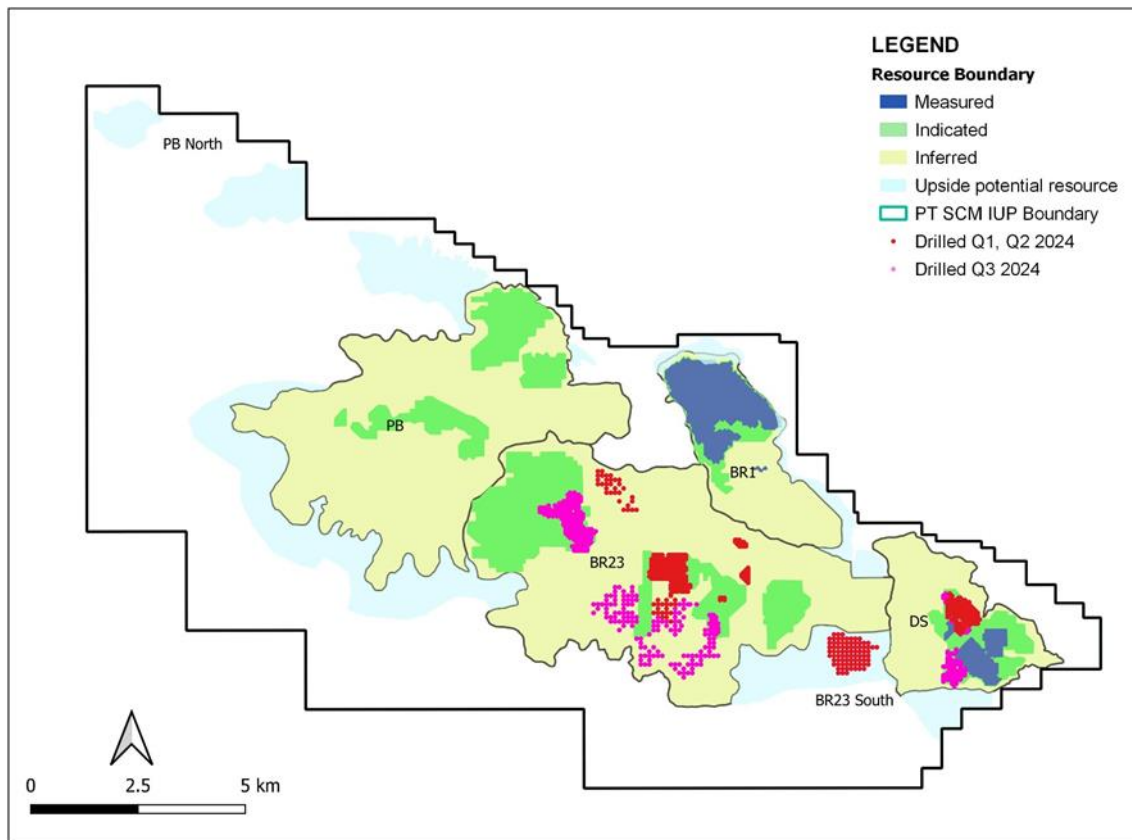 LEGEND
Resource Boundary
Measured
Indicated
Inferred
Upside potential resource
PT SCM IUP Boundary
Drilled Q1, Q2 2024
Drilled Q3 2024
PB North
PB
BR1
BR23
DS
BR23 South
0 2.5 5 km